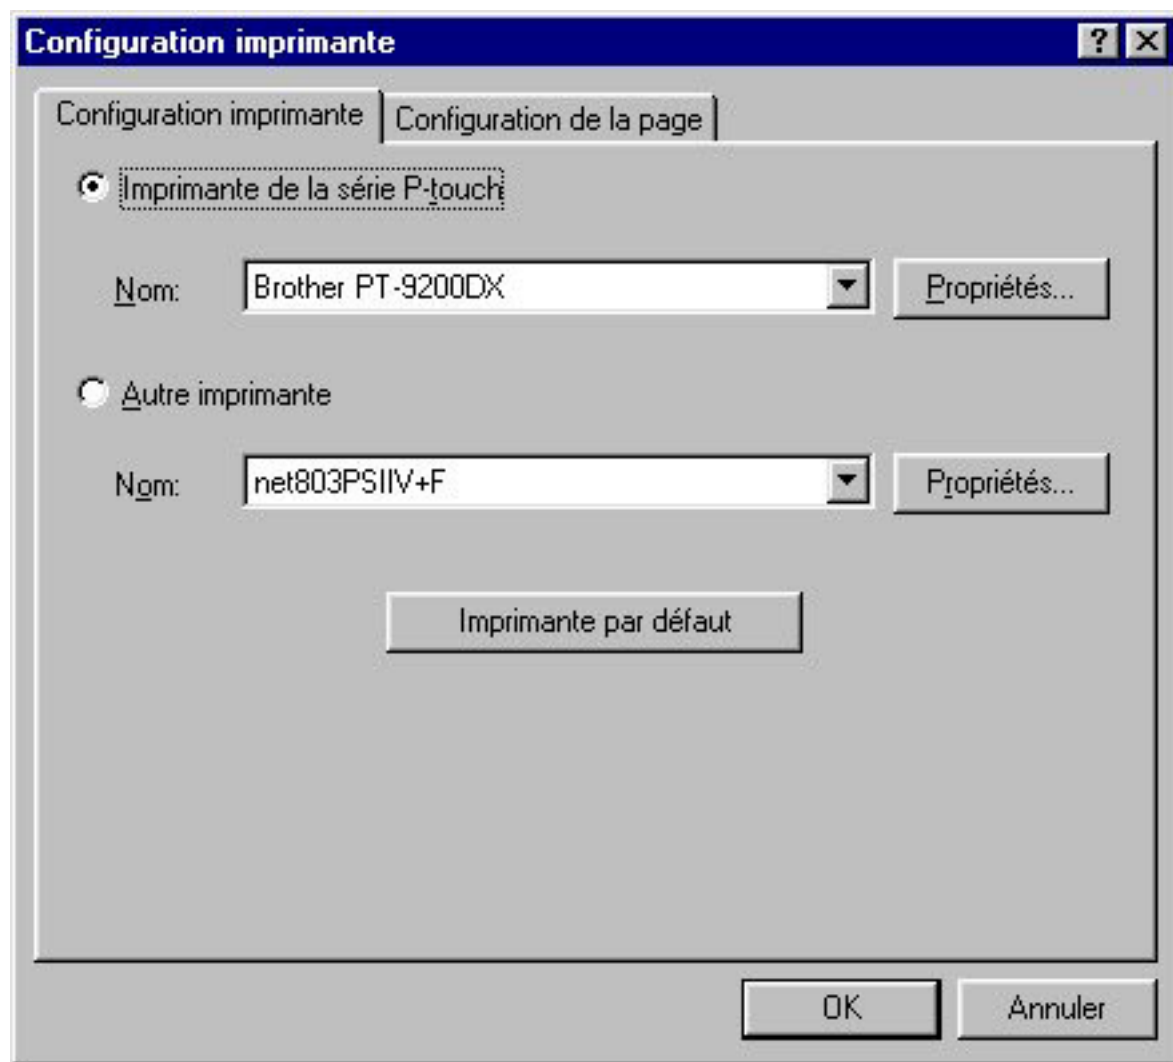 Configuration imprimante
Configuration imprimante Configuration de la page
Imprimante de la série P-touch
Nom: Brother PT-9200DX Propriétés...
Autre imprimante
Nom: net803PSIIV+F Propriétés...
Imprimante par défaut
OK Annuler